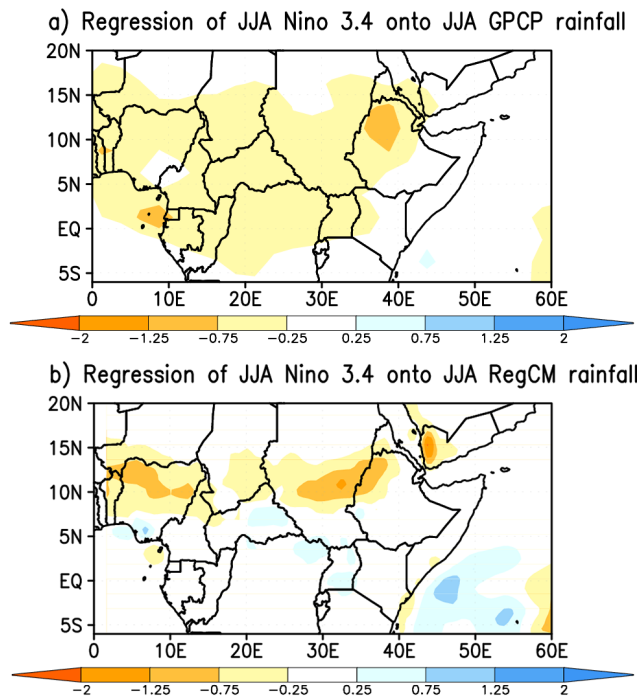 a) Regression of JJA Nino 3.4 onto JJA GPCP rainfall
20N
15N
10N
5N
EQ
5S
0 10E 20E 30E 40E 50E 60E
-2 -1.25 -0.75 -0.25 0.25 0.75 1.25 2
b) Regression of JJA Nino 3.4 onto JJA RegCM rainfall
20N
15N
10N
5N
EQ
5S
0 10E 20E 30E 40E 50E 60E
-2 -1.25 -0.75 -0.25 0.25 0.75 1.25